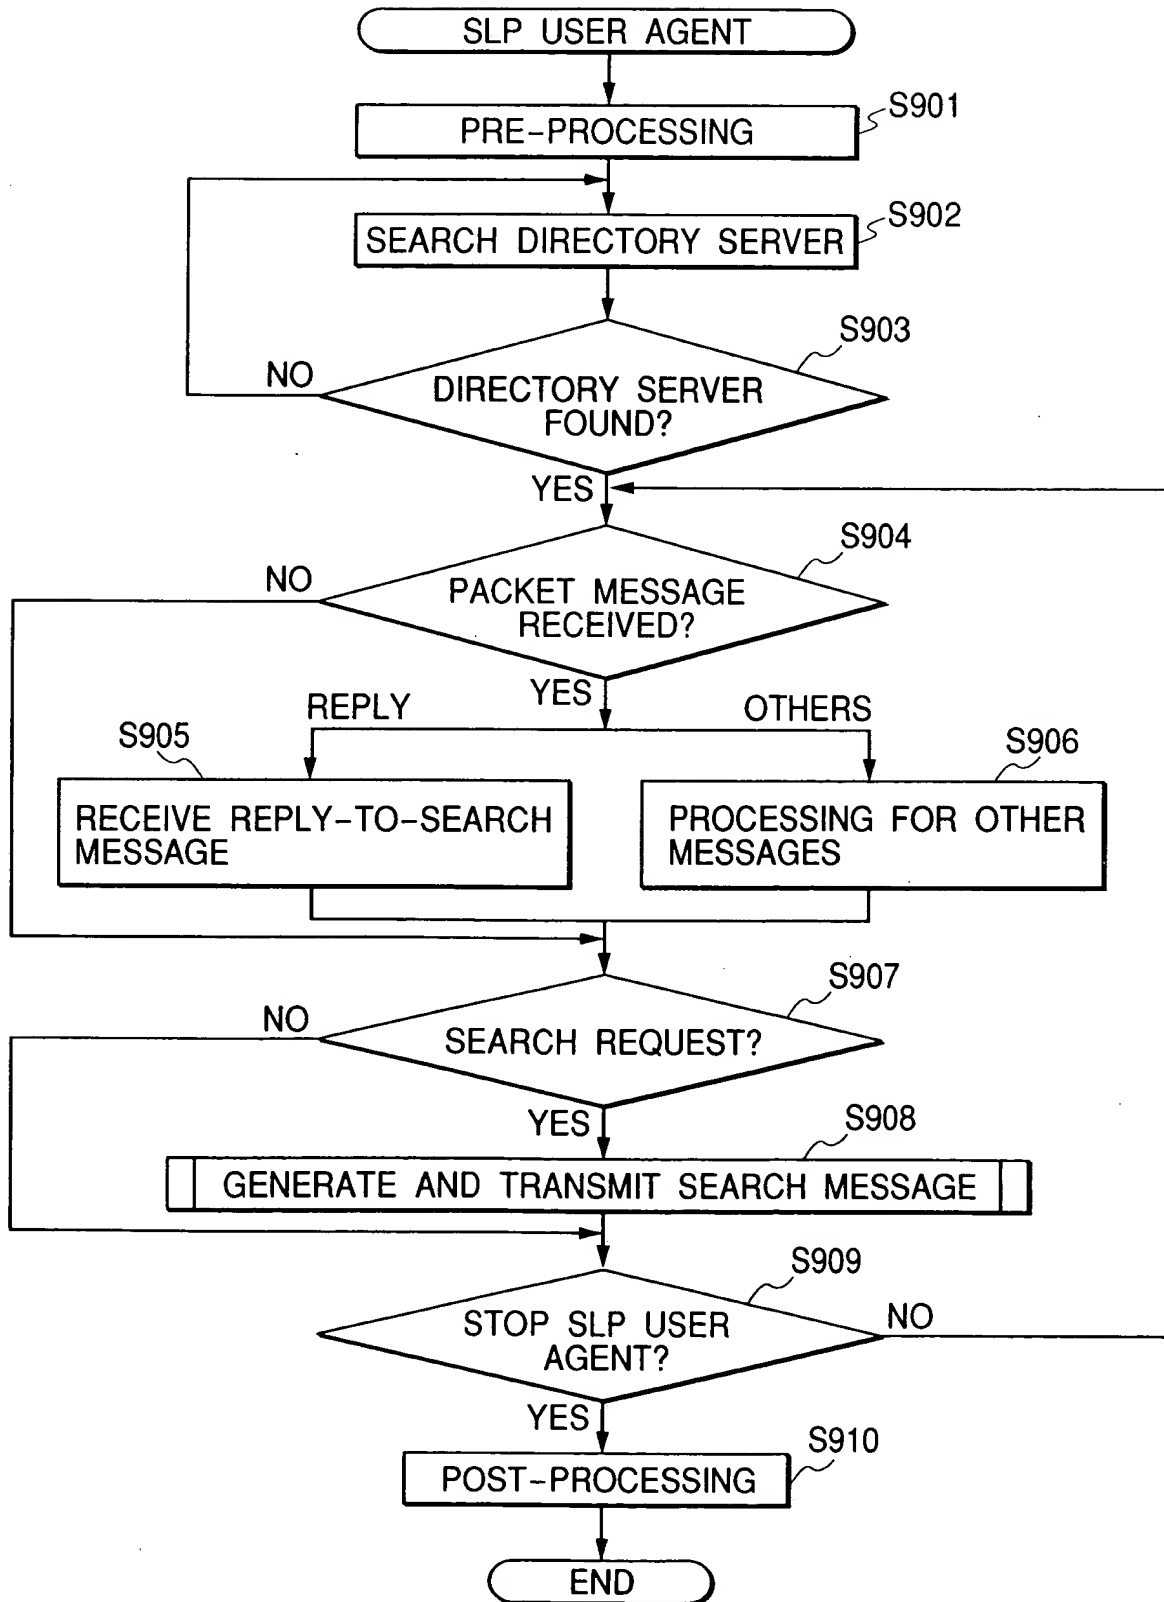 SLP USER AGENT
S901
PRE-PROCESSING
S902
SEARCH DIRECTORY SERVER
S903
NO
DIRECTORY SERVER
FOUND?
YES
S904
NO
PACKET MESSAGE
RECEIVED?
YES
REPLY
OTHERS
S905
S906
RECEIVE REPLY-TO-SEARCH
MESSAGE
PROCESSING FOR OTHER
MESSAGES
S907
NO
SEARCH REQUEST?
YES
S908
GENERATE AND TRANSMIT SEARCH MESSAGE
S909
STOP SLP USER
AGENT?
NO
YES
S910
POST-PROCESSING
END